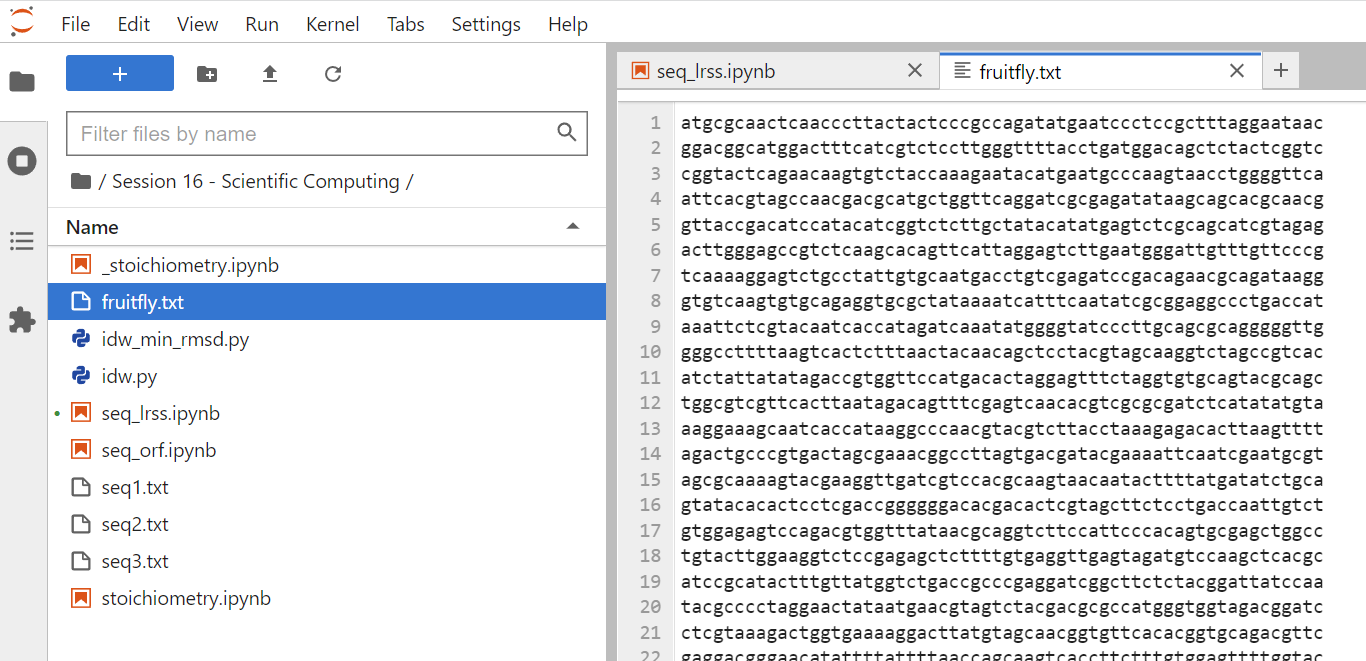 File Edit View Run Kernel Tabs Settings Help
Filter files by name
/ Session 16 - Scientific Computing /
Name
_stoichiometry.ipynb
fruitfly.txt
idw_min_rmsd.py
idw.py
seq_lrss.ipynb
seq_orf.ipynb
seq1.txt
seq2.txt
seq3.txt
stoichiometry.ipynb
seq_lrss.ipynb
fruitfly.txt
1 atgcgcaactcaacccttactactcccgccagatatgaatccctccgctttaggaataac
2 ggacggcatggactttcatcgtctccttgggttttacctgatggacagctctactcggtc
3 cggtactcagaacaagtgtctaccaaagaatacatgaatgcccaagtaacctggggttca
4 attcacgtagccaacgacgcatgctggttcaggatcgcgagatataagcagcacgcaacg
5 gttaccgacatccatacatcggtctcttgctatacatatgagtctcgcagcatcgtagag
6 acttgggagccgtctcaagcacagttcattaggagtcttgaatgggattgtttgttcccg
7 tcaaaaggagtctgcctattgtgcaatgacctgtcgagatccgacagaacgcagataagg
8 gtgtcaagtgtgcagaggtgcgctataaaatcatttcaatatcgcggaggccctgaccat
9 aaattctcgtacaatcaccatagatcaaatatggggtatcccttgcagcgcagggggttg
10 gggccttttaagtcactctttaactacaacagctcctacgtagcaaggtctagccgtcac
11 atctattatatagaccgtggttccatgacactaggagtttctaggtgtgcagtacgcagc
12 tggcgtcgttcacttaatagacagtttcgagtcaacacgtcgcgcgatctcatatatgta
13 aaggaaagcaatcaccataaggcccaacgtacgtcttacctaaagagacacttaagtttt
14 agactgcccgtgactagcgaaacggccttagtgacgatacgaaaattcaatcgaatgcgt
15 agcgcaaaagtacgaaggttgatcgtccacgcaagtaacaatacttttatgatatctgca
16 gtatacacactcctcgaccggggggacacgacactcgtagcttctcctgaccaattgtct
17 gtggagagtccagacgtggtttataacgcaggtcttccattcccacagtgcgagctggcc
18 tgtacttggaaggtctccgagagctcttttgtgaggttgagtagatgtccaagctcacgc
19 atccgcatactttgttatggtctgaccgcccgaggatcggcttctctacggattatccaa
20 tacgcccctaggaactataatgaacgtagtctacgacgcgccatgggtggtagacggatc
21 ctcgtaaagactggtgaaaaggacttatgtagcaacggtgttcacacggtgcagacgttc
22 gaggacgggaacatattttattttaaccagcaagtcaccttctttgtggagttttggtac